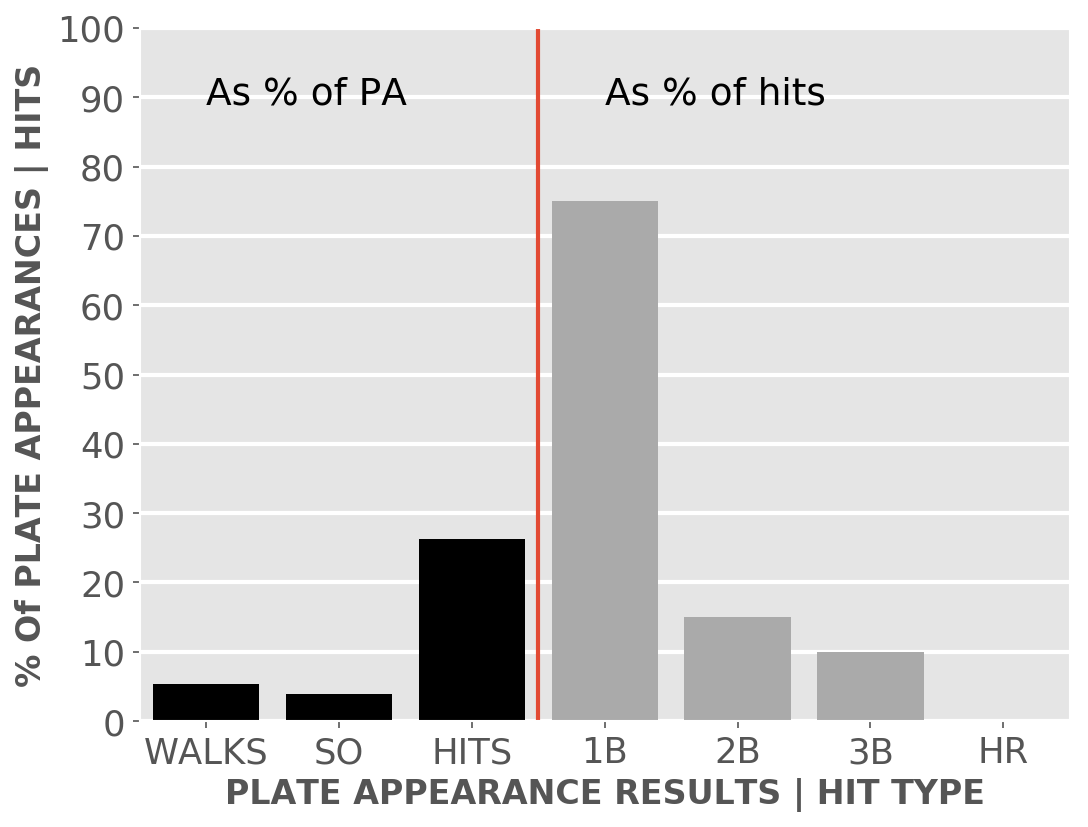 % Of PLATE APPEARANCES | HITS
100
90
80
70
60
50
40
30
20
10
0
As % of PA
As % of hits
WALKS SO HITS 1B 2B 3B HR
PLATE APPEARANCE RESULTS | HIT TYPE